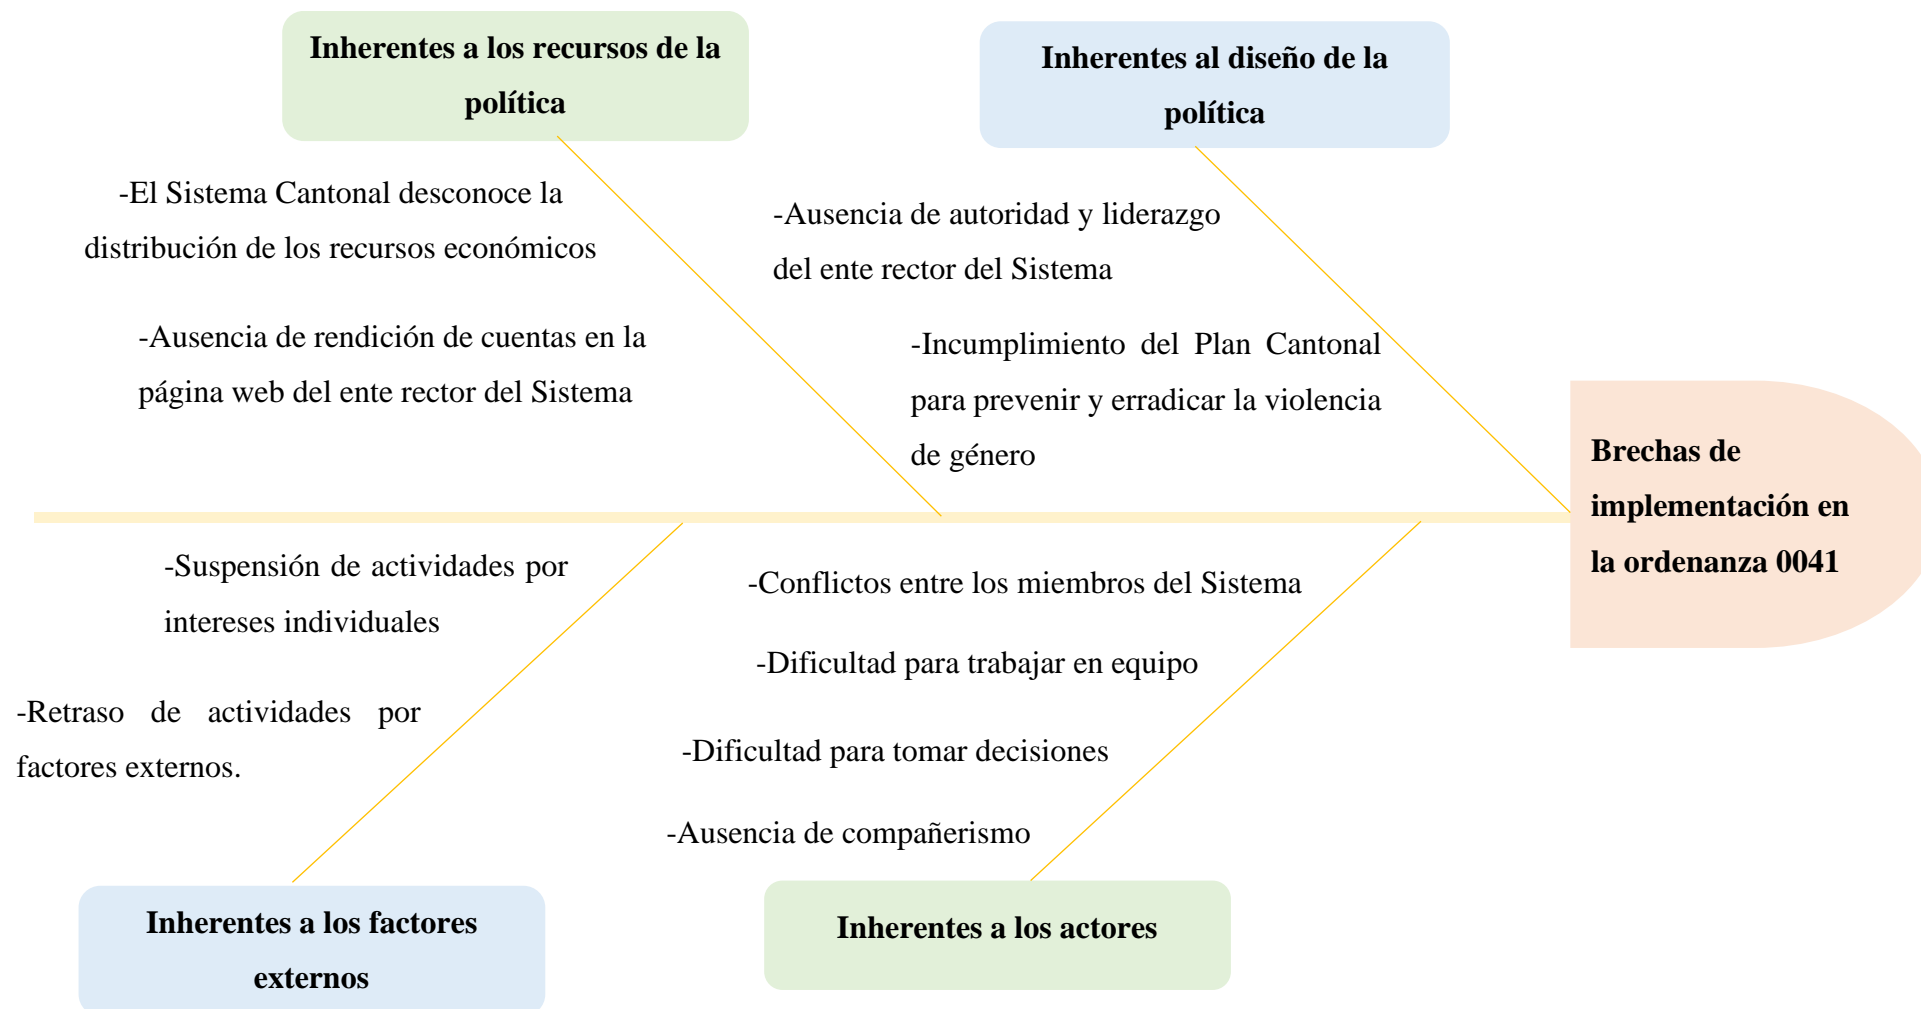 Inherentes a los recursos de la
política
Inherentes al diseño de la
política
-El Sistema Cantonal desconoce la
distribución de los recursos económicos
-Ausencia de rendición de cuentas en la
página web del ente rector del Sistema
-Ausencia de autoridad y liderazgo
del ente rector del Sistema
-Incumplimiento del Plan Cantonal
para prevenir y erradicar la violencia
de género
Brechas de
implementación en
la ordenanza 0041
-Suspensión de actividades por
intereses individuales
-Retraso de actividades por
factores externos.
-Conflictos entre los miembros del Sistema
-Dificultad para trabajar en equipo
-Dificultad para tomar decisiones
-Ausencia de compañerismo
Inherentes a los factores
externos
Inherentes a los actores